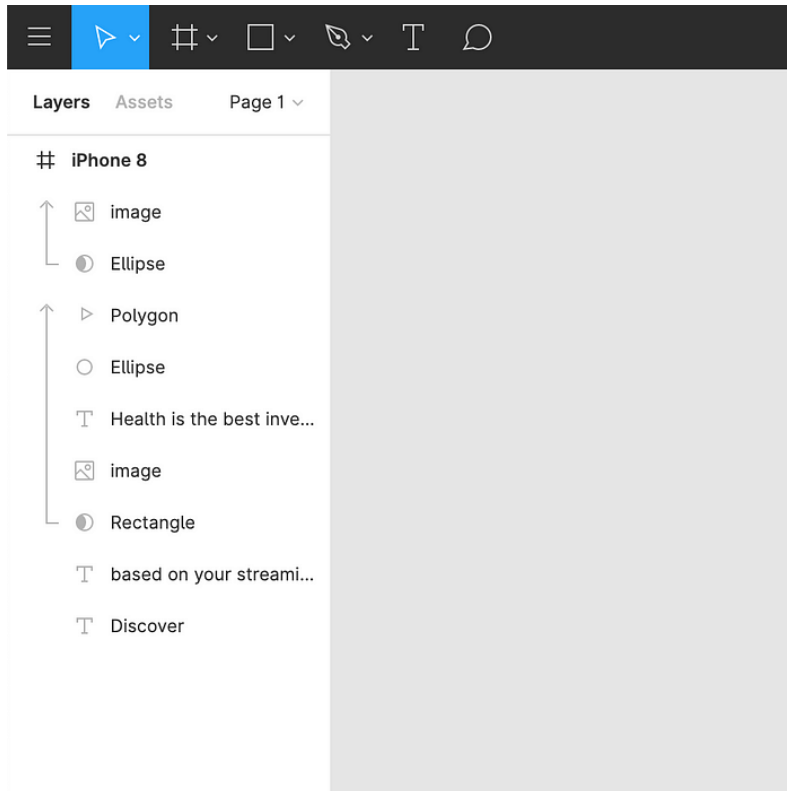 Layers Assets Page 1
iPhone 8
image
Ellipse
Polygon
Ellipse
Health is the best inve...
image
Rectangle
based on your streami...
Discover